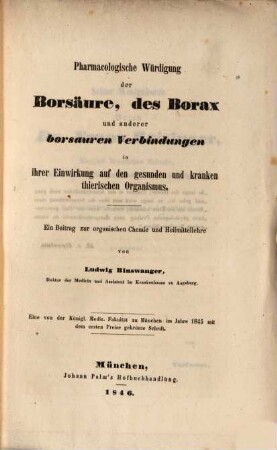 Pharmacologische Würdigung
der
Borsäure, des Borax
und anderer
borsauren Verbindungen
in
ihrer Einwirkung auf den gesunden und kranken
thierischen Organismus.
Ein Beitrag zur organischen Chemie und Heilmittellehre
von
Ludwig Binswanger,
Doktor der Medicin und Assistent im Krankenhause zu Augsburg.
Eine von der Königl. Mediz. Fakultät zu München im Jahre 1845 mit
dem ersten Preise gekrönte Schrift.
München,
Johann Palm's Hofbuchhandlung.
1846.